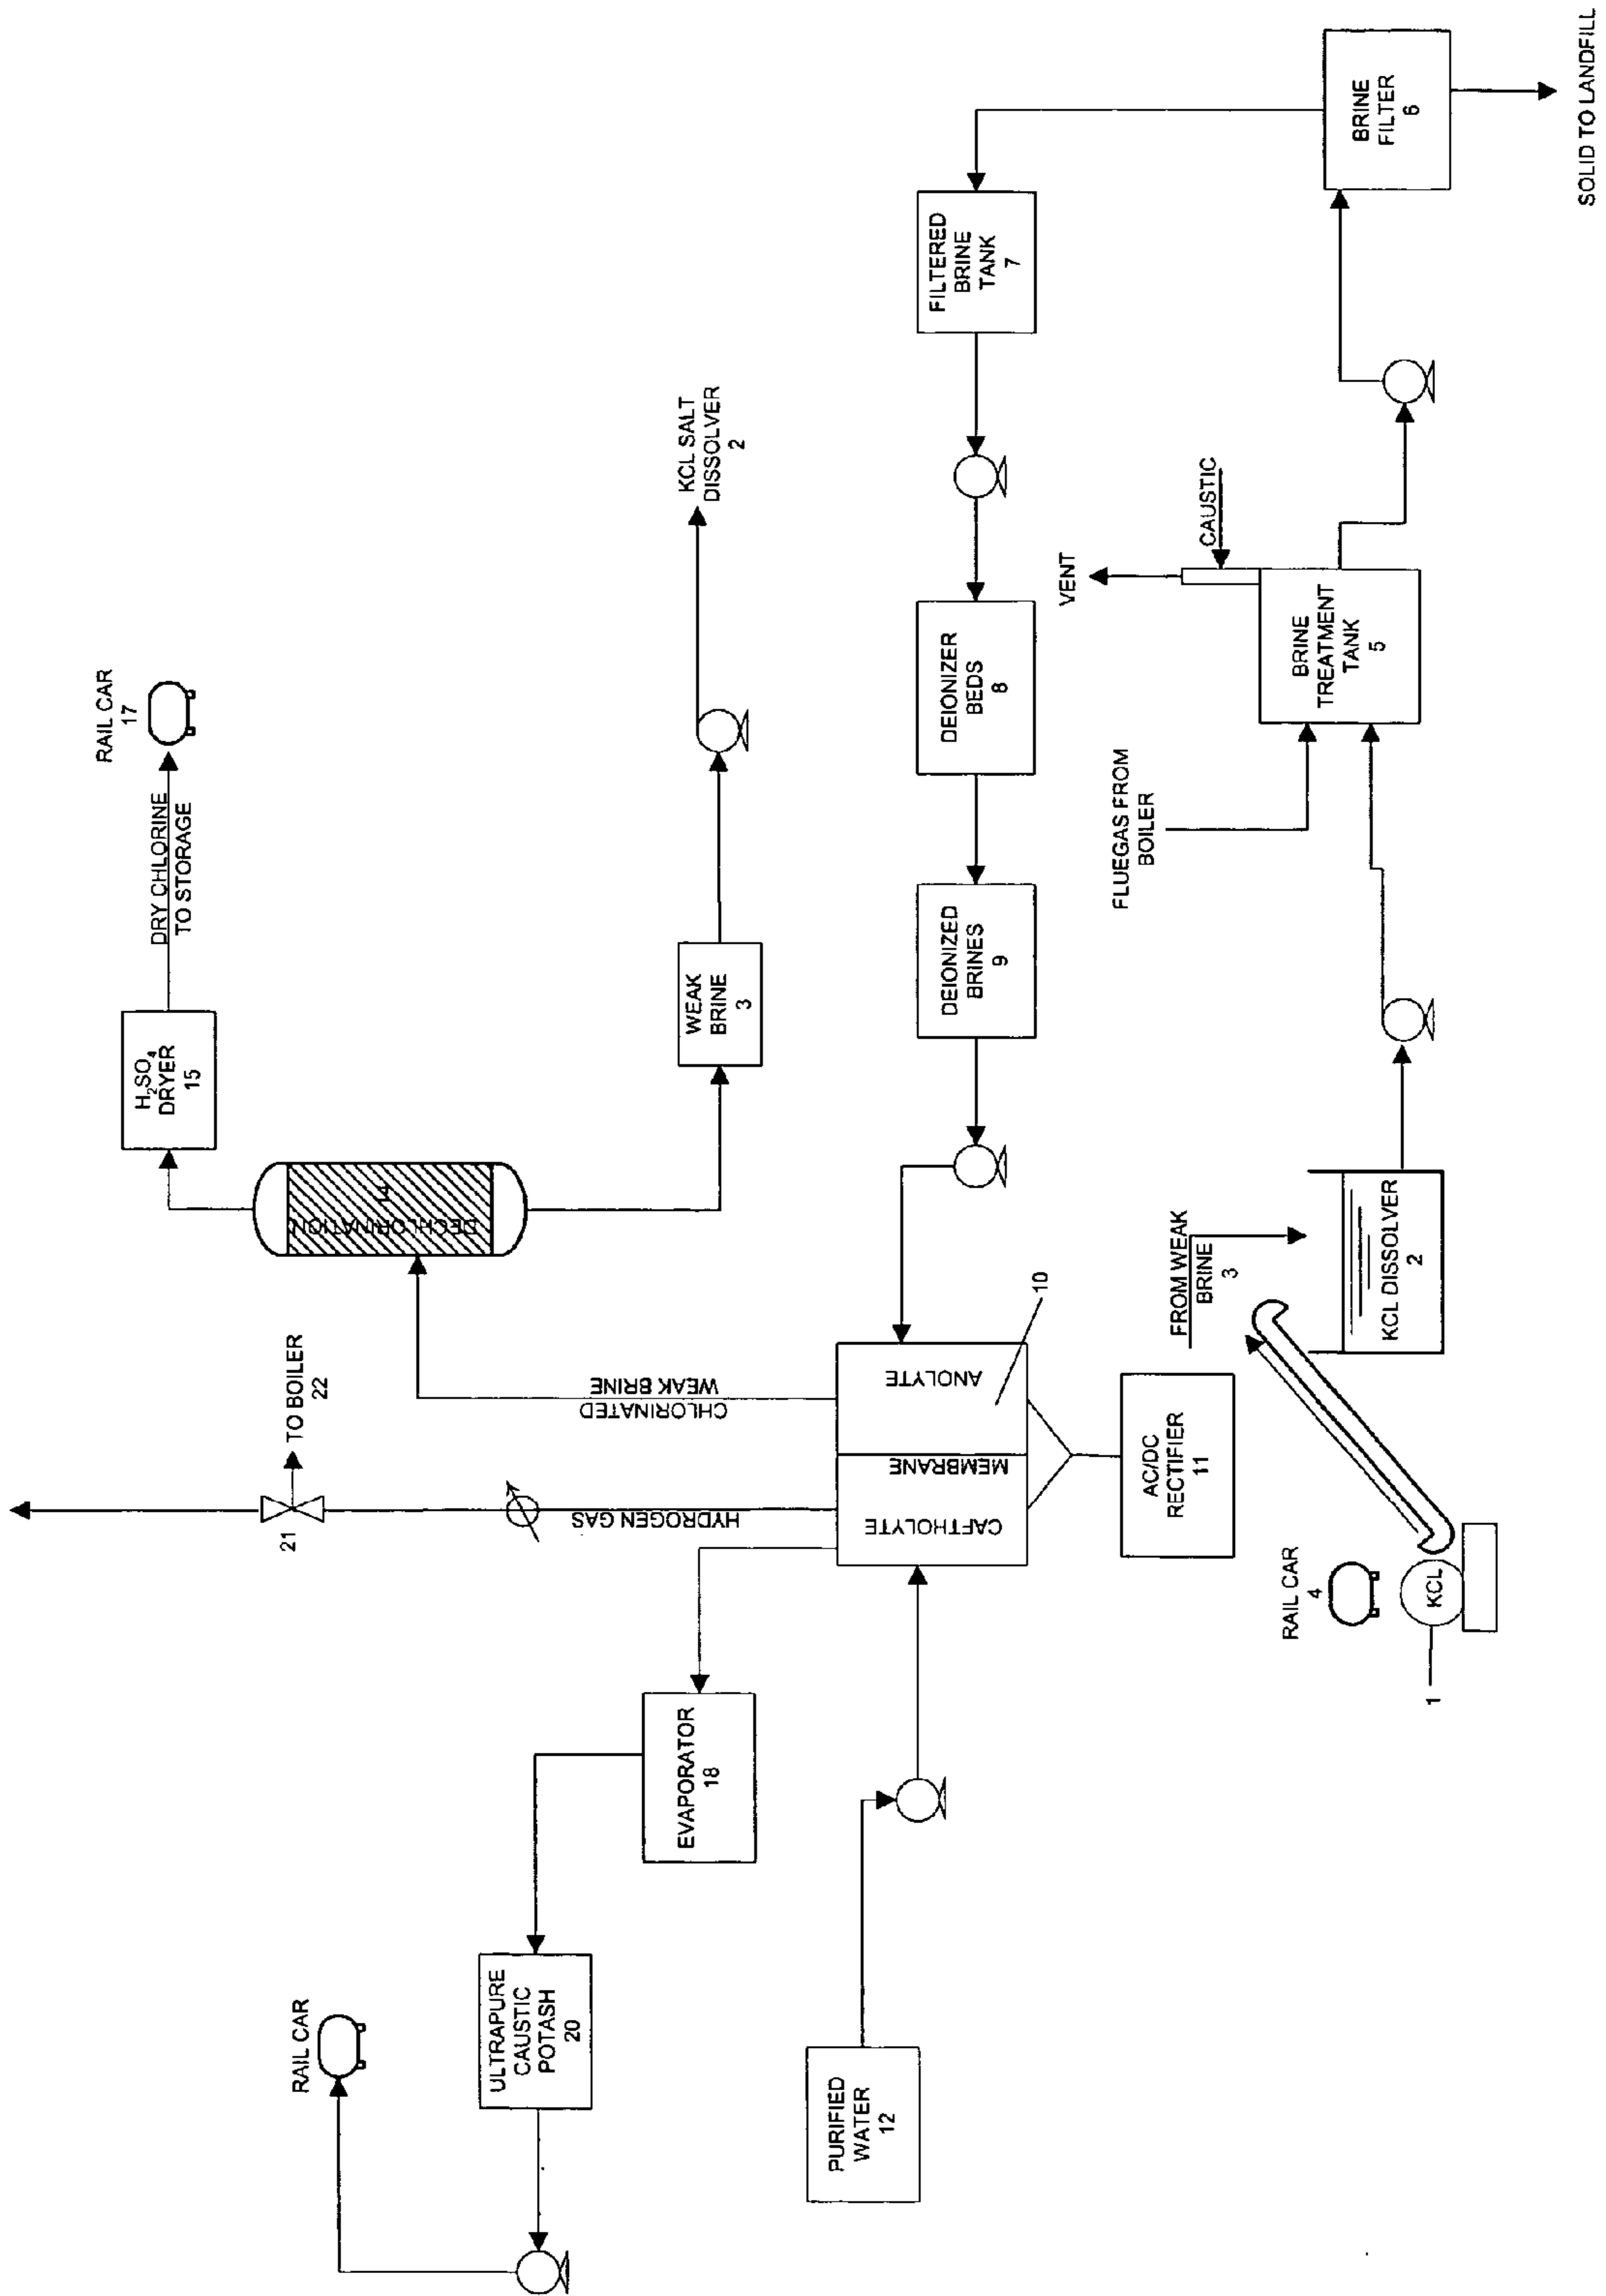 RAIL CAR
ULTRAPURE
CAUSTIC
POTASH
20
EVAPORATOR
18
PURIFIED
WATER
12
21
TO BOILER
22
HYDROGEN GAS
CHLORINATED
WEAK BRINE
CAFTHOLYTE
MEMBRANE
ANOLYTE
10
AC/DC
RECTIFIER
11
DECHLORINATION
14
H₂SO₄
DRYER
15
DRY CHLORINE
TO STORAGE
RAIL CAR
17
WEAK
BRINE
3
KCL SALT
DISSOLVER
2
DEIONIZED
BRINES
9
DEIONIZER
BEDS
8
FILTERED
BRINE
TANK
7
RAIL CAR
4
1
KCL
FROM WEAK
BRINE
3
KCL DISSOLVER
2
FLUEGAS FROM
BOILER
VENT
CAUSTIC
BRINE
TREATMENT
TANK
5
BRINE
FILTER
6
SOLID TO LANDFILL